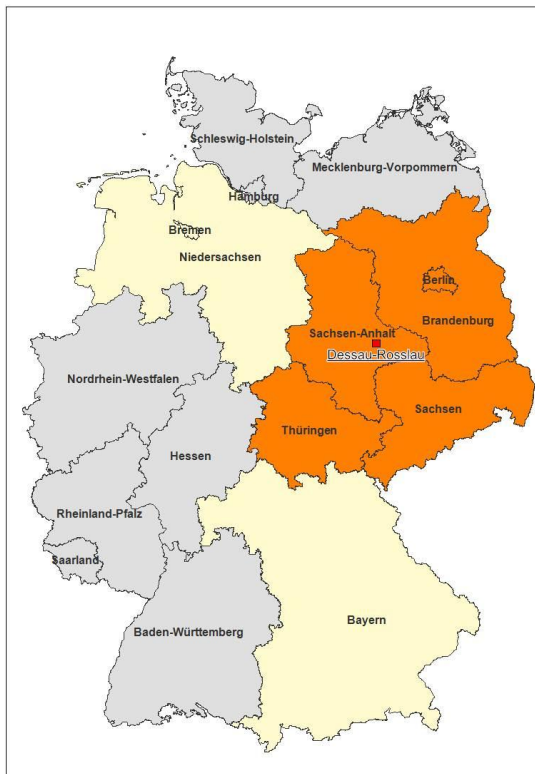 Schleswig-Holstein
Mecklenburg-Vorpommern
Hamburg
Bremen
Niedersachsen
Berlin
Brandenburg
Sachsen-Anhalt
Dessau-Rosslau
Nordrhein-Westfalen
Sachsen
Thüringen
Hessen
Rheinland-Pfalz
Saarland
Bayern
Baden-Württemberg